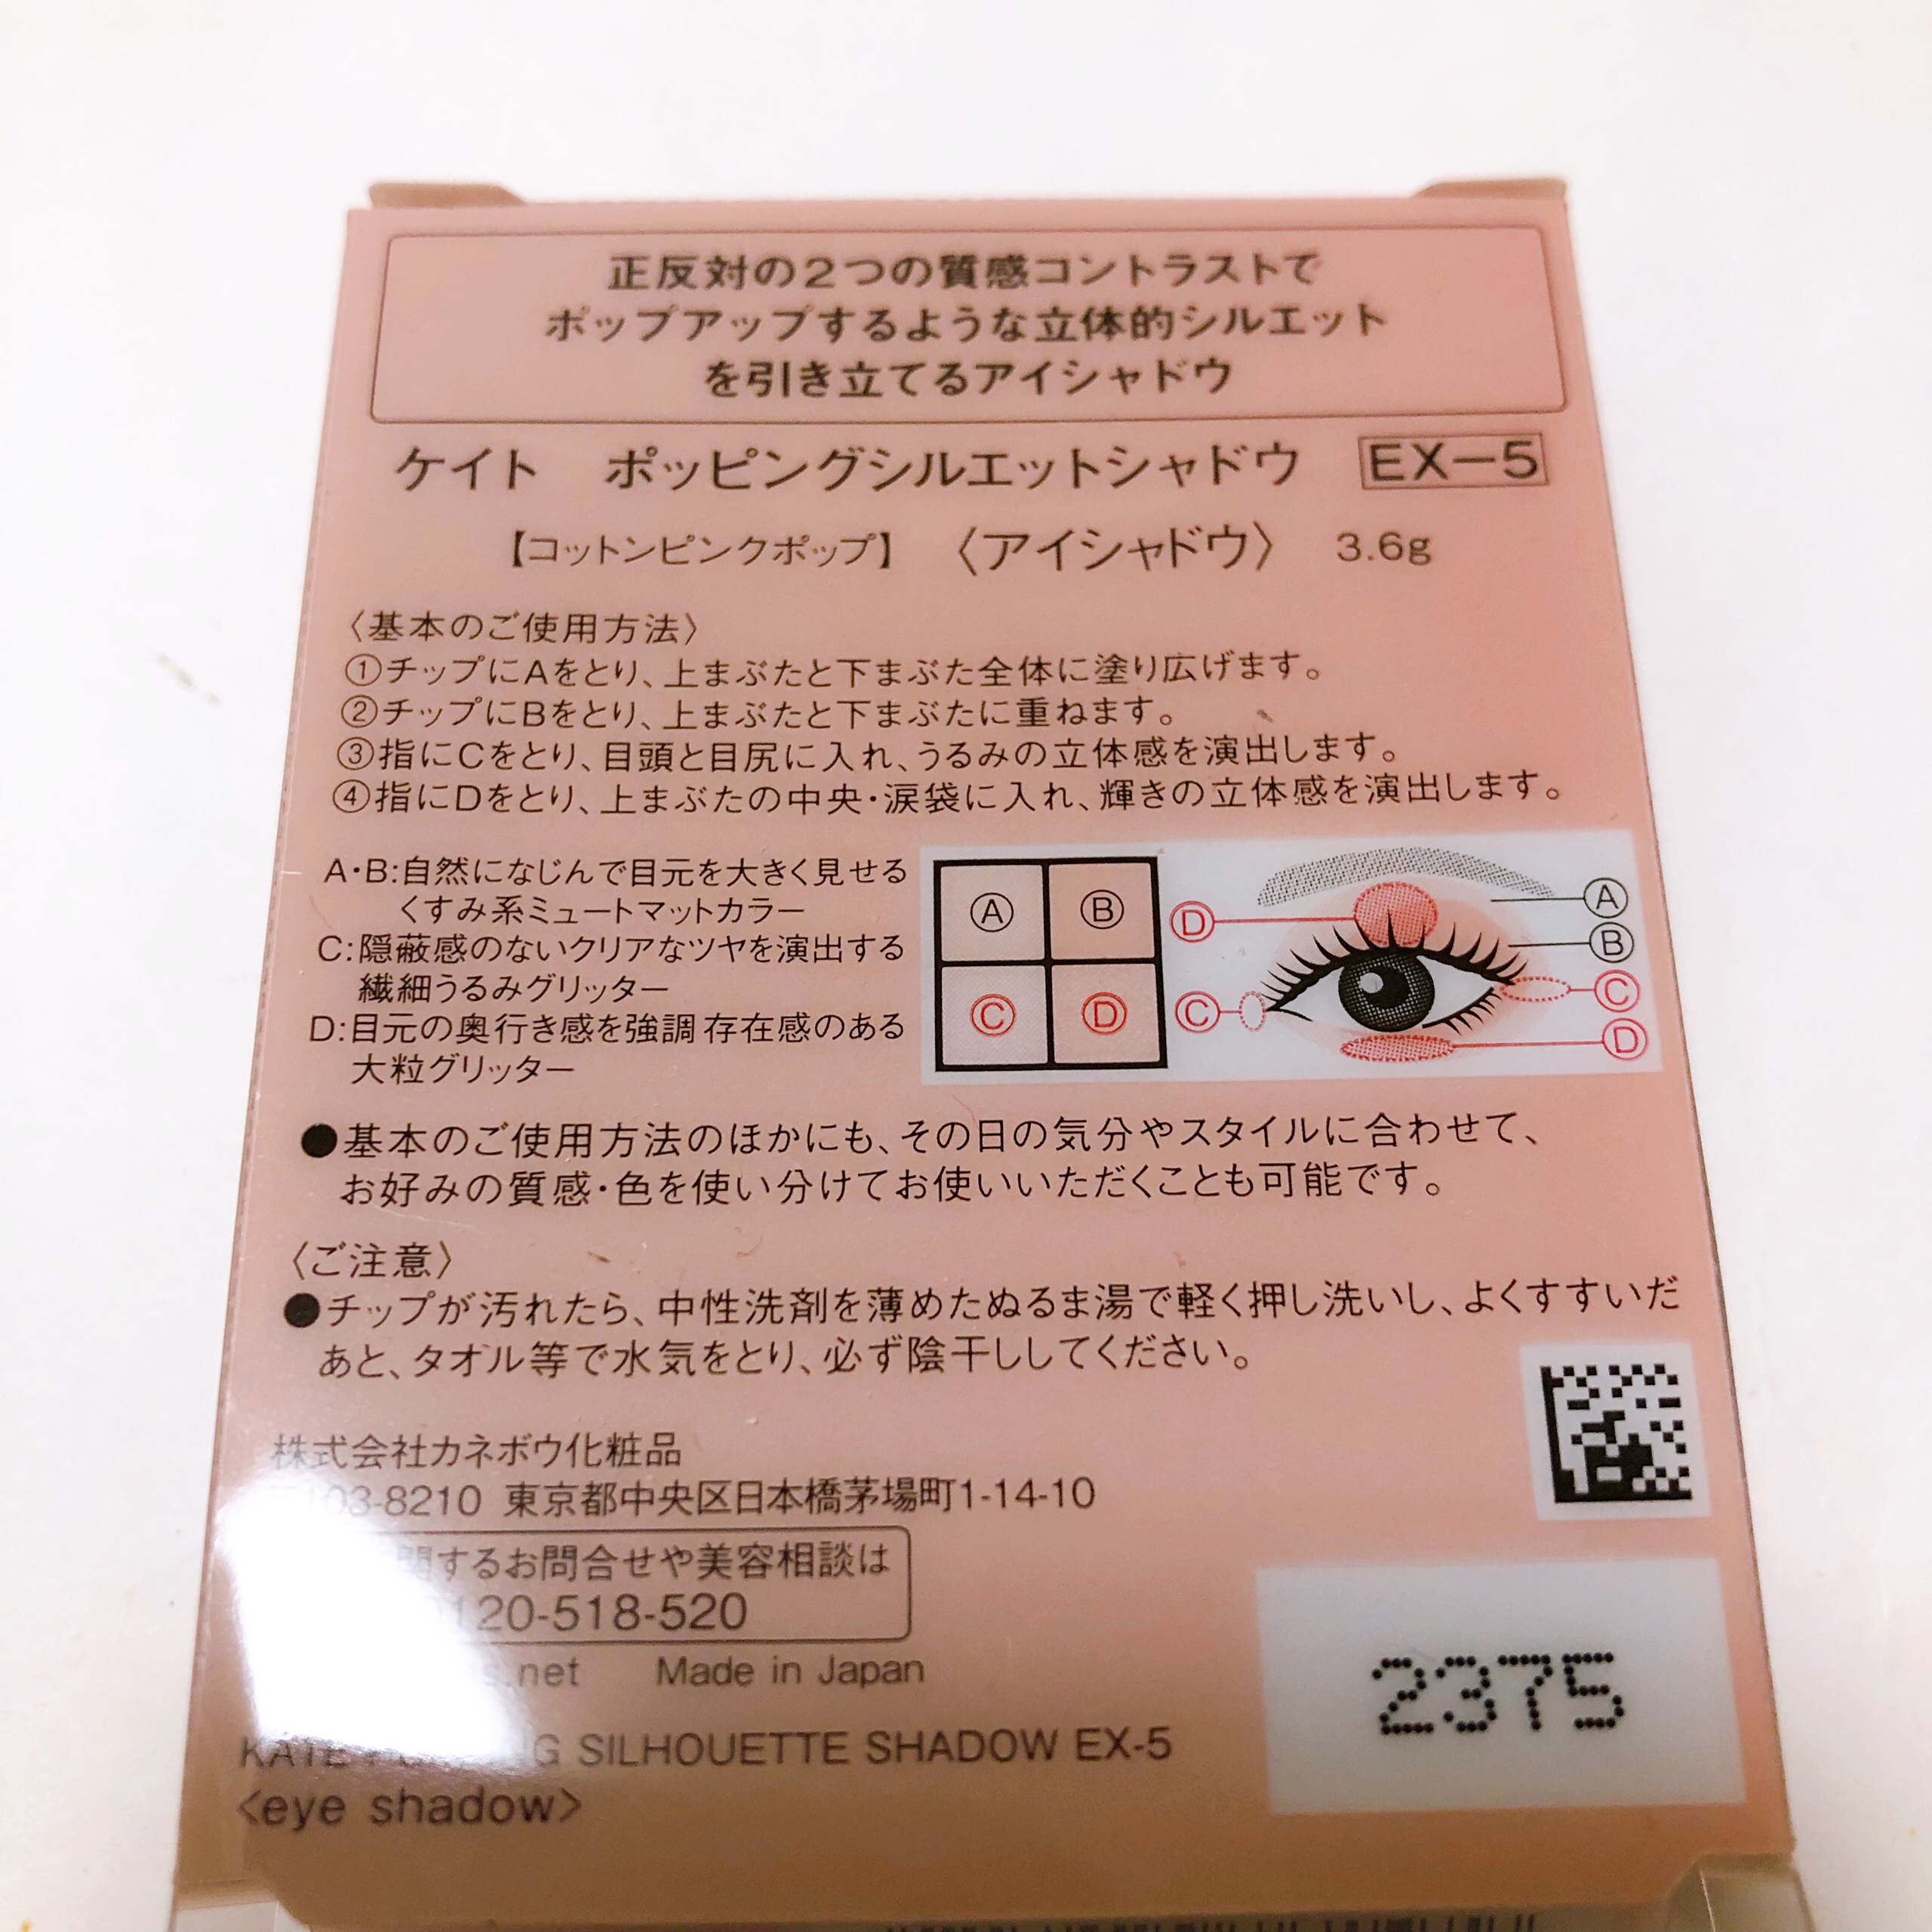 正反対の2つの質感コントラストで
ポップアップするような立体的シルエット
を引き立てるアイシャドウ
ケイト ポッピングシルエットシャドウ EX-5
【コットンピンクポップ】〈アイシャドウ〉 3.6g
〈基本のご使用方法〉
①チップにAをとり、上まぶたと下まぶた全体に塗り広げます。
②チップにBをとり、上まぶたと下まぶたに重ねます。
③指にCをとり、目頭と目尻に入れ、うるみの立体感を演出します。
④指にDをとり、上まぶたの中央・涙袋に入れ、輝きの立体感を演出します。
A・B:自然になじんで目元を大きく見せる
くすみ系ミュートマットカラー
C:隠蔽感のないクリアなツヤを演出する
繊細うるみグリッター
D:目元の奥行き感を強調 存在感のある
大粒グリッター
Ⓐ Ⓑ
Ⓒ Ⓓ
Ⓓ Ⓐ
Ⓑ
Ⓒ Ⓒ
Ⓓ
●基本のご使用方法のほかにも、その日の気分やスタイルに合わせて、
お好みの質感・色を使い分けてお使いいただくことも可能です。
〈ご注意〉
●チップが汚れたら、中性洗剤を薄めたぬるま湯で軽く押し洗いし、よくすすいだ
あと、タオル等で水気をとり、必ず陰干ししてください。
株式会社カネボウ化粧品
103-8210 東京都中央区日本橋茅場町1-14-10
関するお問合せや美容相談は
0120-518-520
s.net Made in Japan
KATE SILHOUETTE SHADOW EX-5
<eye shadow>
2375